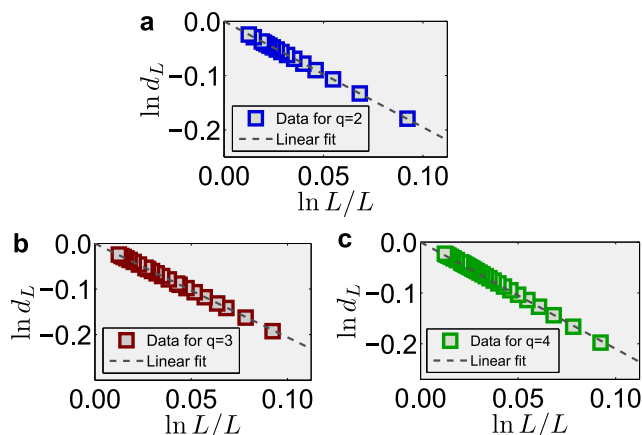 a
0.0
−0.1
−0.2
ln d_L
Data for q=2
Linear fit
0.00 0.05 0.10
ln L/L
b
0.0
−0.1
−0.2
ln d_L
Data for q=3
Linear fit
0.00 0.05 0.10
ln L/L
c
0.0
−0.1
−0.2
ln d_L
Data for q=4
Linear fit
0.00 0.05 0.10
ln L/L